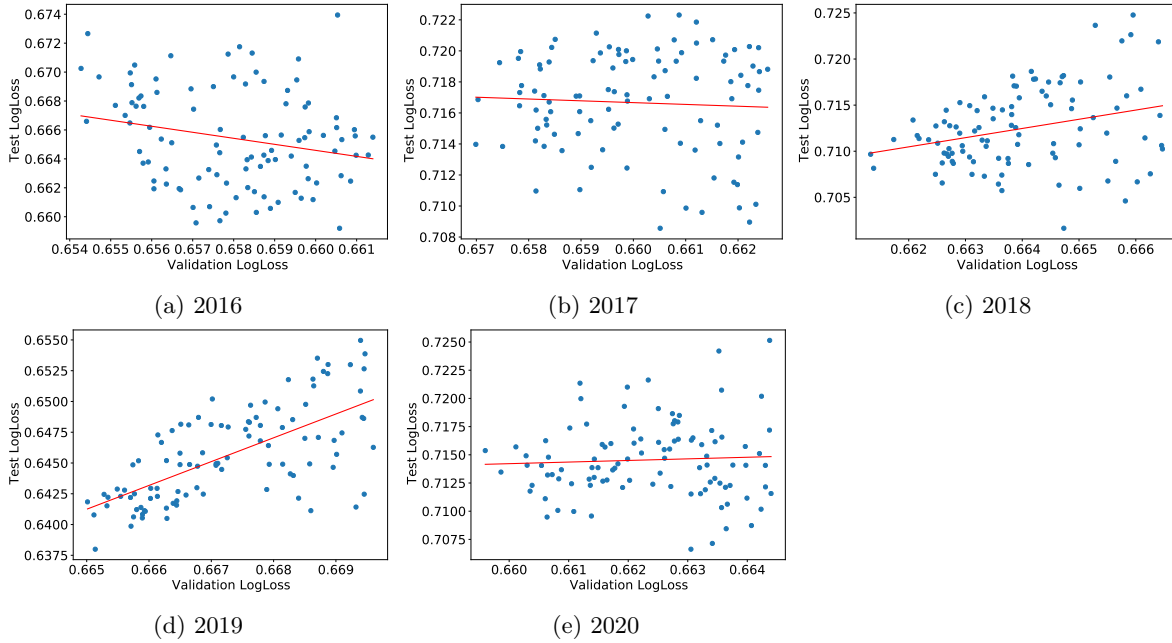 0.674
0.672
0.670
0.668
0.666
0.664
0.662
0.660
Test LogLoss
0.654 0.655 0.656 0.657 0.658 0.659 0.660 0.661
Validation LogLoss
(a) 2016
0.722
0.720
0.718
0.716
0.714
0.712
0.710
0.708
Test LogLoss
0.657 0.658 0.659 0.660 0.661 0.662
Validation LogLoss
(b) 2017
0.725
0.720
0.715
0.710
0.705
Test LogLoss
0.662 0.663 0.664 0.665 0.666
Validation LogLoss
(c) 2018
0.6550
0.6525
0.6500
0.6475
0.6450
0.6425
0.6400
0.6375
Test LogLoss
0.665 0.666 0.667 0.668 0.669
Validation LogLoss
(d) 2019
0.7250
0.7225
0.7200
0.7175
0.7150
0.7125
0.7100
0.7075
Test LogLoss
0.660 0.661 0.662 0.663 0.664
Validation LogLoss
(e) 2020